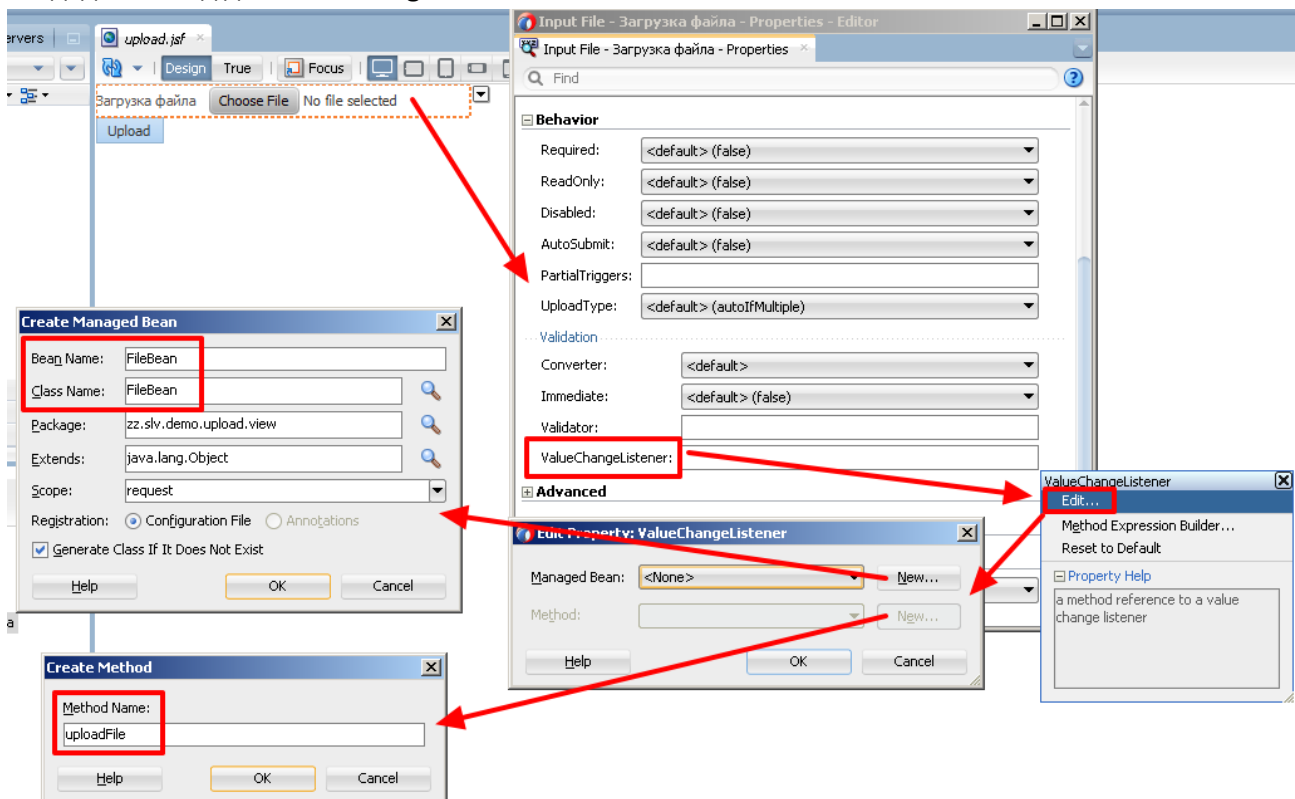 Input File - Загрузка файла - Properties - Editor
ervers
upload.jsf
Input File - Загрузка файла - Properties
Design True Focus
Find
Загрузка файла Choose File No file selected
Upload
Behavior
Required: <default> (false)
ReadOnly: <default> (false)
Disabled: <default> (false)
AutoSubmit: <default> (false)
PartialTriggers:
UploadType: <default> (autoIfMultiple)
Validation
Converter: <default>
Immediate: <default> (false)
Validator:
ValueChangeListener:
Advanced
Create Managed Bean
Bean Name: FileBean
Class Name: FileBean
Package: zz.slv.demo.upload.view
Extends: java.lang.Object
Scope: request
Registration: Configuration File Annotations
Generate Class If It Does Not Exist
Help OK Cancel
ValueChangeListener
Edit...
Method Expression Builder...
Reset to Default
Property Help
a method reference to a value
change listener
Edit Property: ValueChangeListener
Managed Bean: <None> New...
Method: New...
Help OK Cancel
a
Create Method
Method Name:
uploadFile
Help OK Cancel